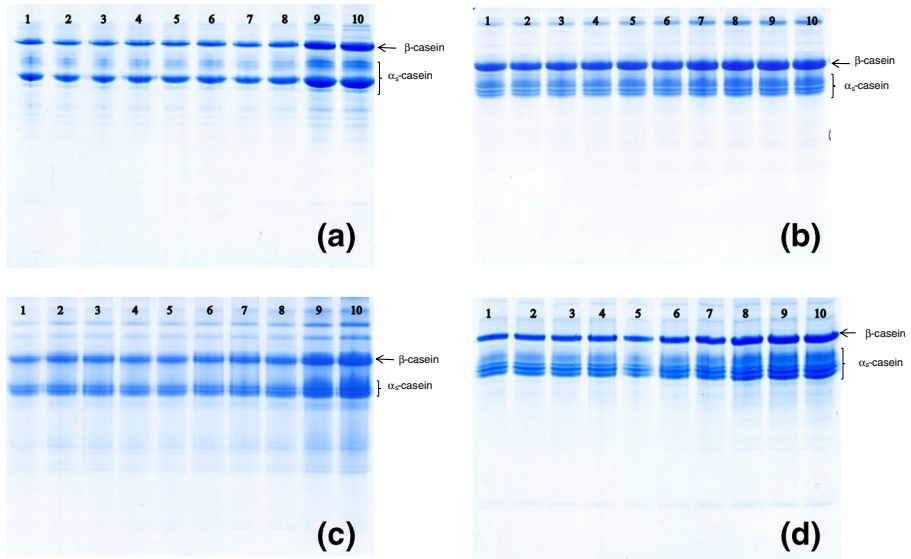 1 2 3 4 5 6 7 8 9 10
β-casein
αs-casein
(a)
1 2 3 4 5 6 7 8 9 10
β-casein
αs-casein
(b)
1 2 3 4 5 6 7 8 9 10
β-casein
αs-casein
(c)
1 2 3 4 5 6 7 8 9 10
β-casein
αs-casein
(d)